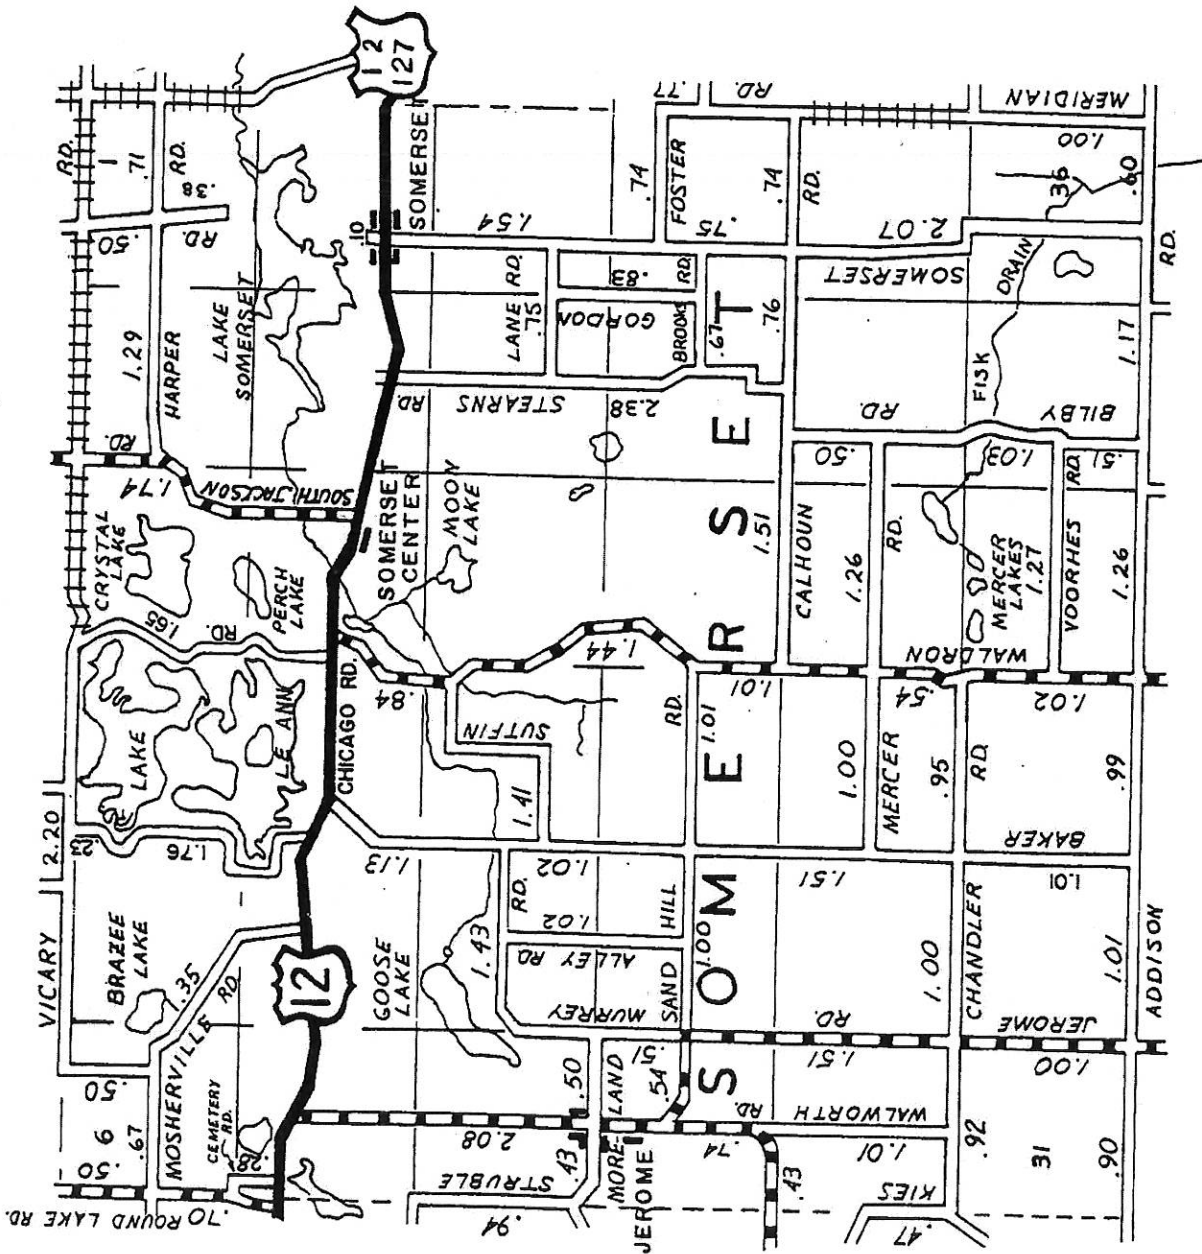 ROUND LAKE RD.
.70
.50
6
.67
.50
VICARY
2.20
RD.
BRAZEE
LAKE
.23
1.76
LAKE
LE ANN
CRYSTAL
LAKE
1.65
RD.
PERCH
LAKE
1.74
RD.
SOUTH JACKSON
HARPER
RD.
1.29
.50
RD.
1
.71
.38
LAKE
SOMERSET
MOSHERVILLE
RD.
1.35
CEMETERY
RD.
.28
12
CHICAGO RD.
SOMERSET
CENTER
.10
SOMERSET
12
127
GOOSE
LAKE
1.13
.84
MOON
LAKE
STEARNS
RD.
2.38
1.54
2.08
STRUBLE
.94
.43
.50
1.43
MURREY
RD.
ALLEY RD
1.02
1.02
1.41
SUTFIN
1.44
LANE RD.
.75
GORDON
.83
BROOKS RD.
.67
.74
FOSTER
.75
.74
.77
JEROME
MORELAND
.51
.54
SAND HILL RD.
1.00
1.01
1.01
SOMERSET T
.74
.43
WALWORTH RD.
1.51
1.51
1.51
.76
RD.
CALHOUN
.50
1.26
1.00
MERCER RD.
.54
.95
1.00
1.01
KIES
.47
.92
CHANDLER RD.
JEROME RD.
1.00
1.01
1.01
BAKER
.99
WALDRON
1.02
MERCER
LAKES
1.27
1.03
VOORHES RD.
1.26
.51
BILBY
RD.
FISK DRAIN
1.17
SOMERSET
2.07
.36
.60
1.00
MERIDIAN
RD.
31
.90
ADDISON RD.